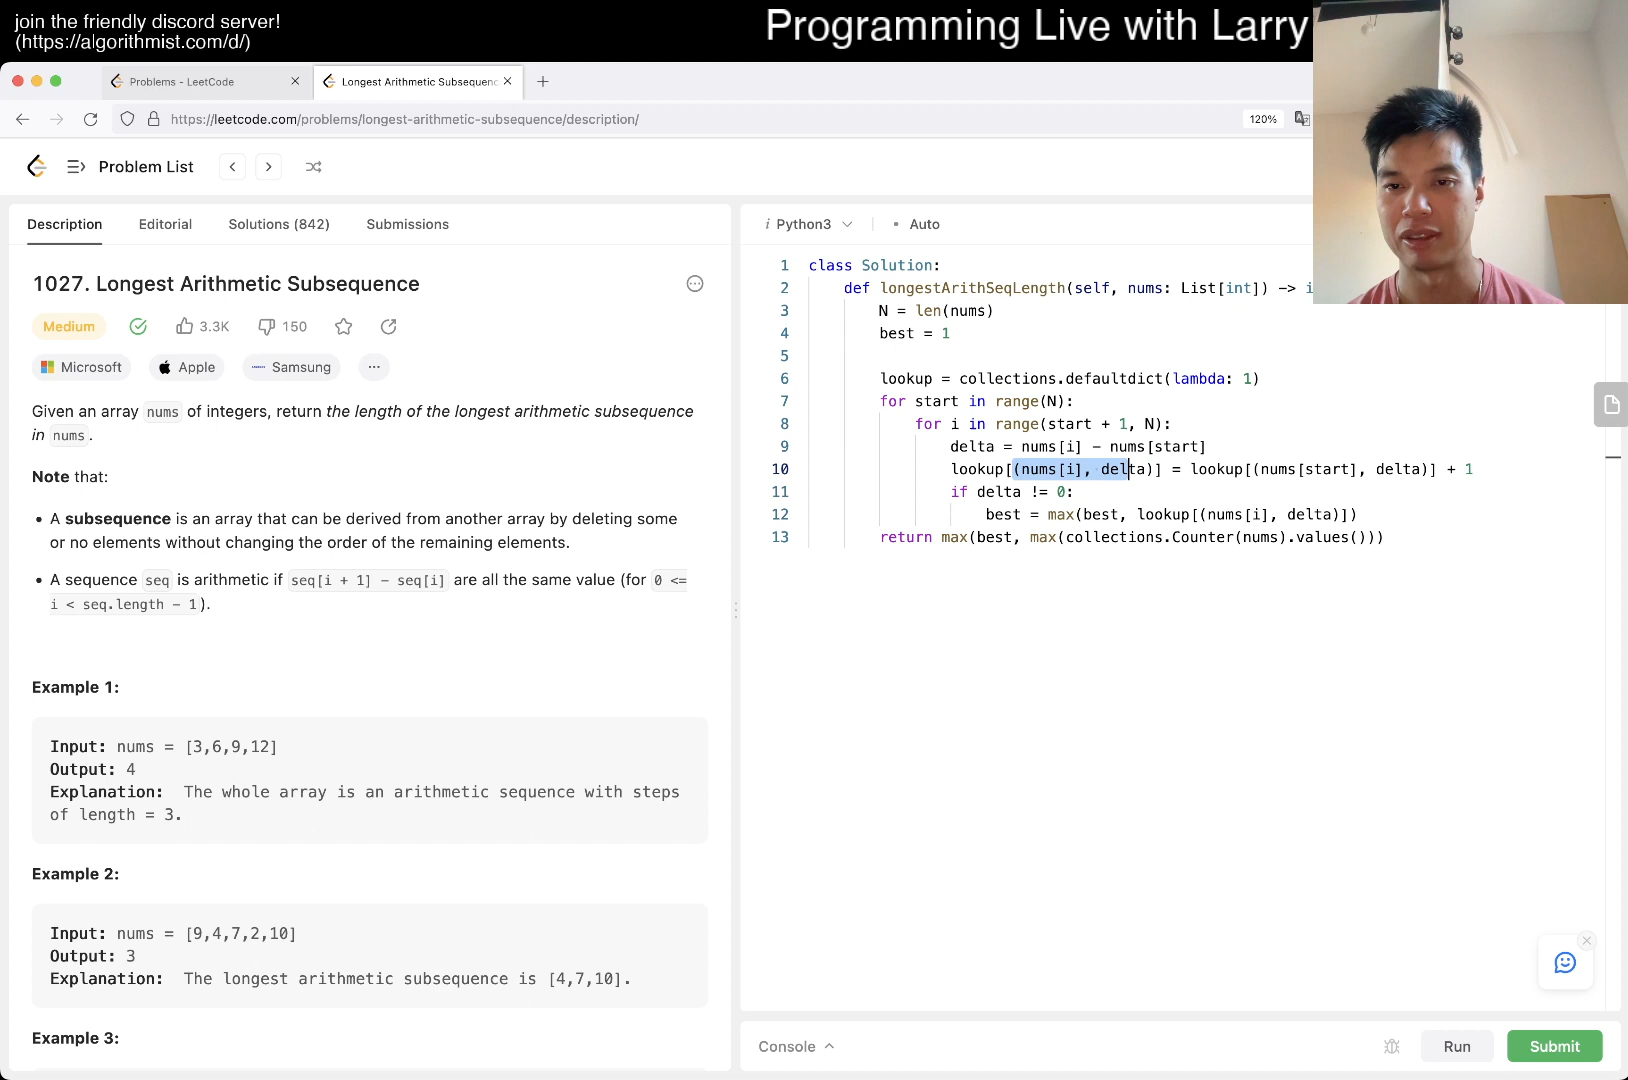 join the friendly discord server!
(https://algorithmist.com/d/)
Programming Live with Larry
Problems - LeetCode
Longest Arithmetic Subsequenc
https://leetcode.com/problems/longest-arithmetic-subsequence/description/
120%
Problem List
Description
Editorial
Solutions (842)
Submissions
1027. Longest Arithmetic Subsequence
Medium
3.3K
150
Microsoft
Apple
Samsung
Given an array nums of integers, return the length of the longest arithmetic subsequence
in nums.
Note that:
• A subsequence is an array that can be derived from another array by deleting some
or no elements without changing the order of the remaining elements.
• A sequence seq is arithmetic if seq[i + 1] - seq[i] are all the same value (for 0 <=
i < seq.length - 1).
Example 1:
Input: nums = [3,6,9,12]
Output: 4
Explanation: The whole array is an arithmetic sequence with steps
of length = 3.
Example 2:
Input: nums = [9,4,7,2,10]
Output: 3
Explanation: The longest arithmetic subsequence is [4,7,10].
Example 3:
i Python3
Auto
1 class Solution:
2 def longestArithSeqLength(self, nums: List[int]) -> i
3 N = len(nums)
4 best = 1
5
6 lookup = collections.defaultdict(lambda: 1)
7 for start in range(N):
8 for i in range(start + 1, N):
9 delta = nums[i] - nums[start]
10 lookup[(nums[i], delta)] = lookup[(nums[start], delta)] + 1
11 if delta != 0:
12 best = max(best, lookup[(nums[i], delta)])
13 return max(best, max(collections.Counter(nums).values()))
Console
Run
Submit